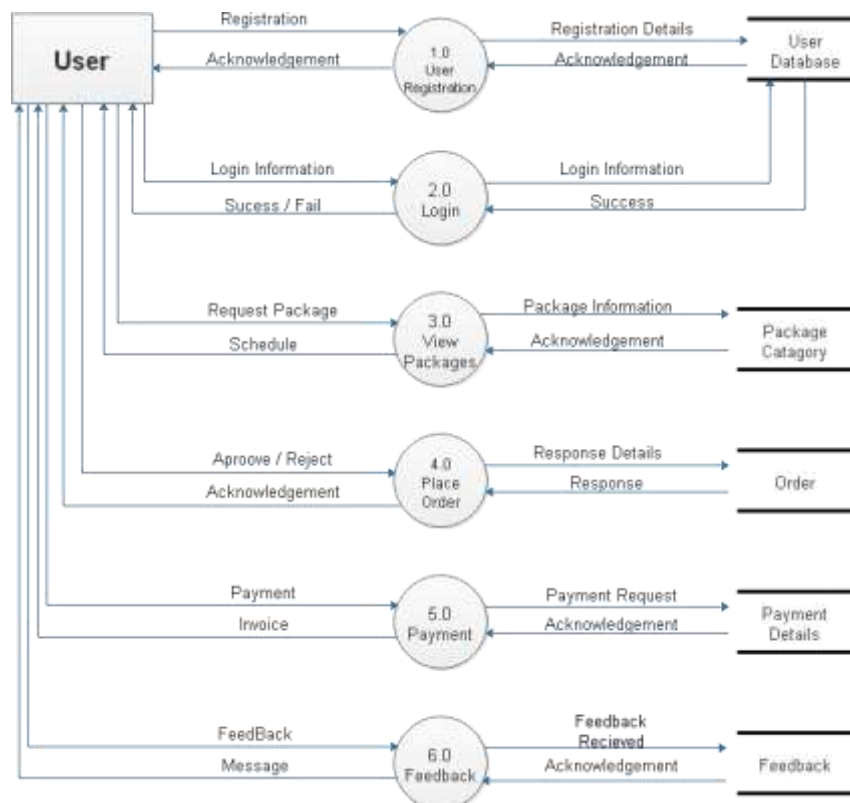 Registration
Registration Details
User
1.0
User
Registration
User
Database
Acknowledgement
Acknowledgement
Login Information
Login Information
2.0
Login
Sucess / Fail
Success
Request Package
Package Information
3.0
View
Packages
Package
Catagory
Schedule
Acknowledgement
Aproove / Reject
Response Details
4.0
Place
Order
Order
Acknowledgement
Response
Payment
Payment Request
5.0
Payment
Payment
Details
Invoice
Acknowledgement
FeedBack
Feedback
Recieved
6.0
Feedback
Feedback
Message
Acknowledgement